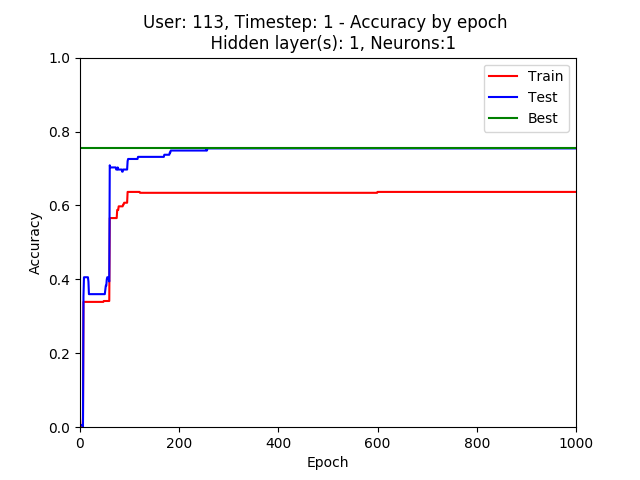 User: 113, Timestep: 1 - Accuracy by epoch
Hidden layer(s): 1, Neurons:1
1.0
Train
Test
Best
0.8
0.6
Accuracy
0.4
0.2
0.0
0 200 400 600 800 1000
Epoch